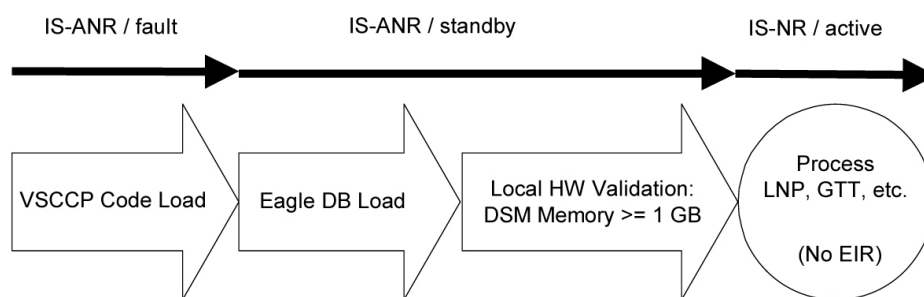 IS-ANR / fault
IS-ANR / standby
IS-NR / active
VSCCP Code Load
Eagle DB Load
Local HW Validation:
DSM Memory >= 1 GB
Process
LNP, GTT, etc.
(No EIR)